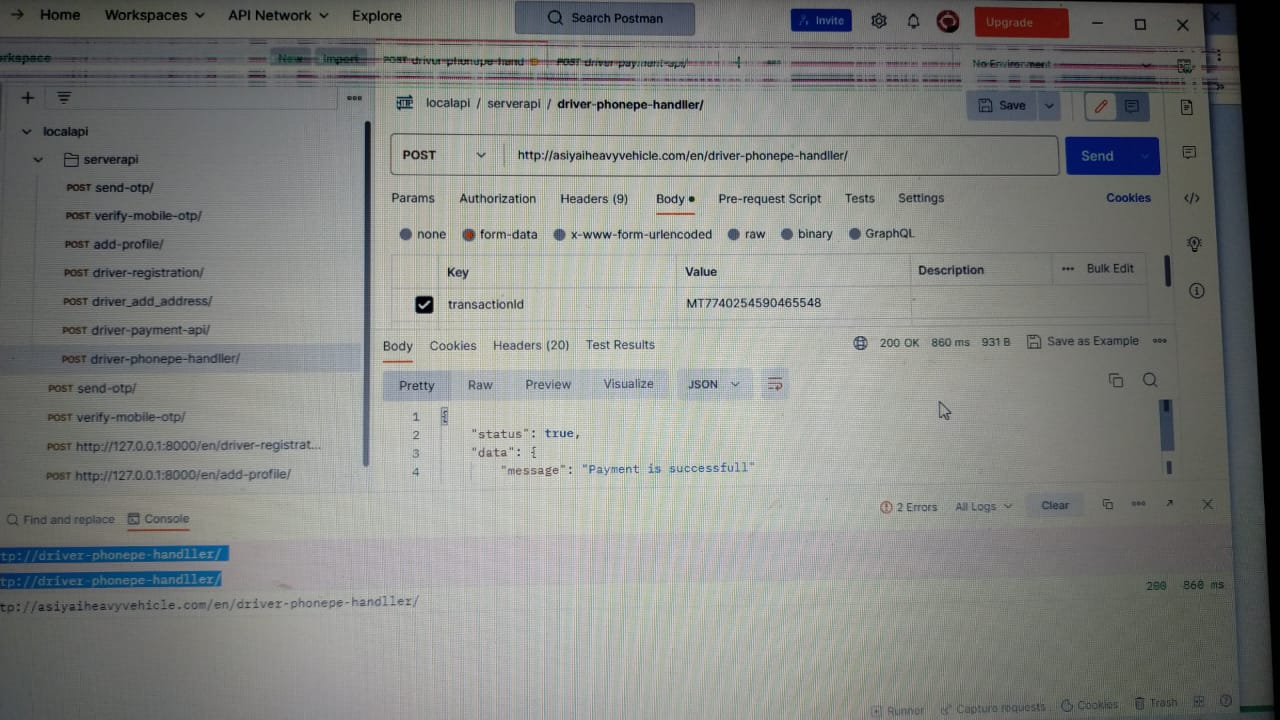 Home Workspaces API Network Explore Search Postman Invite Upgrade
rkspace New Import POST driver-phonepe-hand POST driver-payment-api/ No Environment
localapi / serverapi / driver-phonepe-handller/ Save
localapi
serverapi
POST send-otp/
POST verify-mobile-otp/
POST add-profile/
POST driver-registration/
POST driver_add_address/
POST driver-payment-api/
POST driver-phonepe-handller/
POST send-otp/
POST verify-mobile-otp/
POST http://127.0.0.1:8000/en/driver-registrat...
POST http://127.0.0.1:8000/en/add-profile/
POST http://asiyaiheavyvehicle.com/en/driver-phonepe-handller/ Send
Params Authorization Headers (9) Body Pre-request Script Tests Settings Cookies
none form-data x-www-form-urlencoded raw binary GraphQL
Key Value Description Bulk Edit
transactionId MT7740254590465548
Body Cookies Headers (20) Test Results 200 OK 860 ms 931 B Save as Example
Pretty Raw Preview Visualize JSON
1 {
2 "status": true,
3 "data": {
4 "message": "Payment is successfull"
Find and replace Console 2 Errors All Logs Clear
tp://driver-phonepe-handller/
tp://driver-phonepe-handller/
tp://asiyaiheavyvehicle.com/en/driver-phonepe-handller/ 200 860 ms
Runner Capture requests Cookies Trash